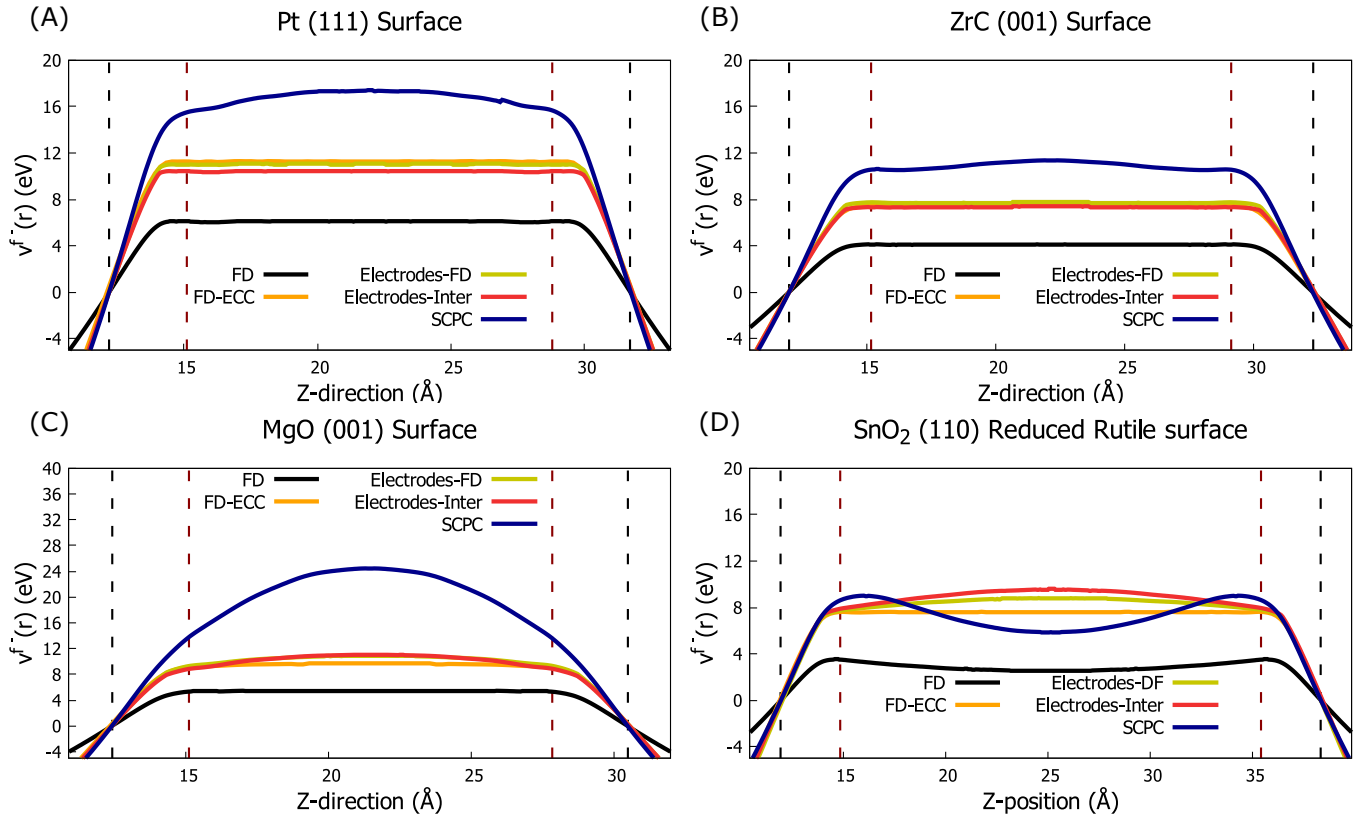 (A)
Pt (111) Surface
20
16
12
8
4
0
-4
v^f-(r) (eV)
FD
FD-ECC
Electrodes-FD
Electrodes-Inter
SCPC
15 20 25 30
Z-direction (Å)
(B)
ZrC (001) Surface
20
16
12
8
4
0
-4
v^f-(r) (eV)
FD
FD-ECC
Electrodes-FD
Electrodes-Inter
SCPC
15 20 25 30
Z-direction (Å)
(C)
MgO (001) Surface
40
36
32
28
24
20
16
12
8
4
0
-4
v^f-(r) (eV)
FD
FD-ECC
Electrodes-FD
Electrodes-Inter
SCPC
15 20 25 30
Z-direction (Å)
(D)
SnO₂ (110) Reduced Rutile surface
20
16
12
8
4
0
-4
v^f-(r) (eV)
FD
FD-ECC
Electrodes-DF
Electrodes-Inter
SCPC
15 20 25 30 35
Z-position (Å)